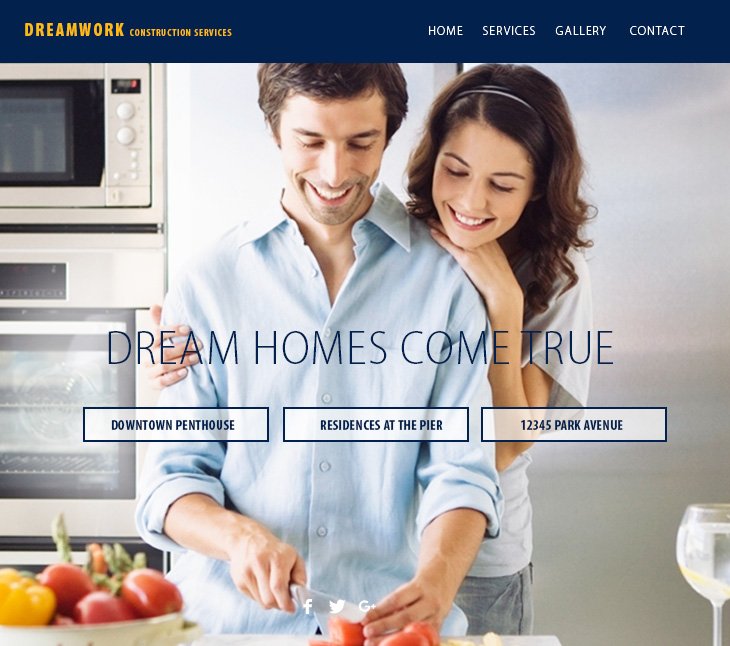 DREAMWORK CONSTRUCTION SERVICES
HOME SERVICES GALLERY CONTACT
DREAM HOMES COME TRUE
DOWNTOWN PENTHOUSE
RESIDENCES AT THE PIER
12345 PARK AVENUE